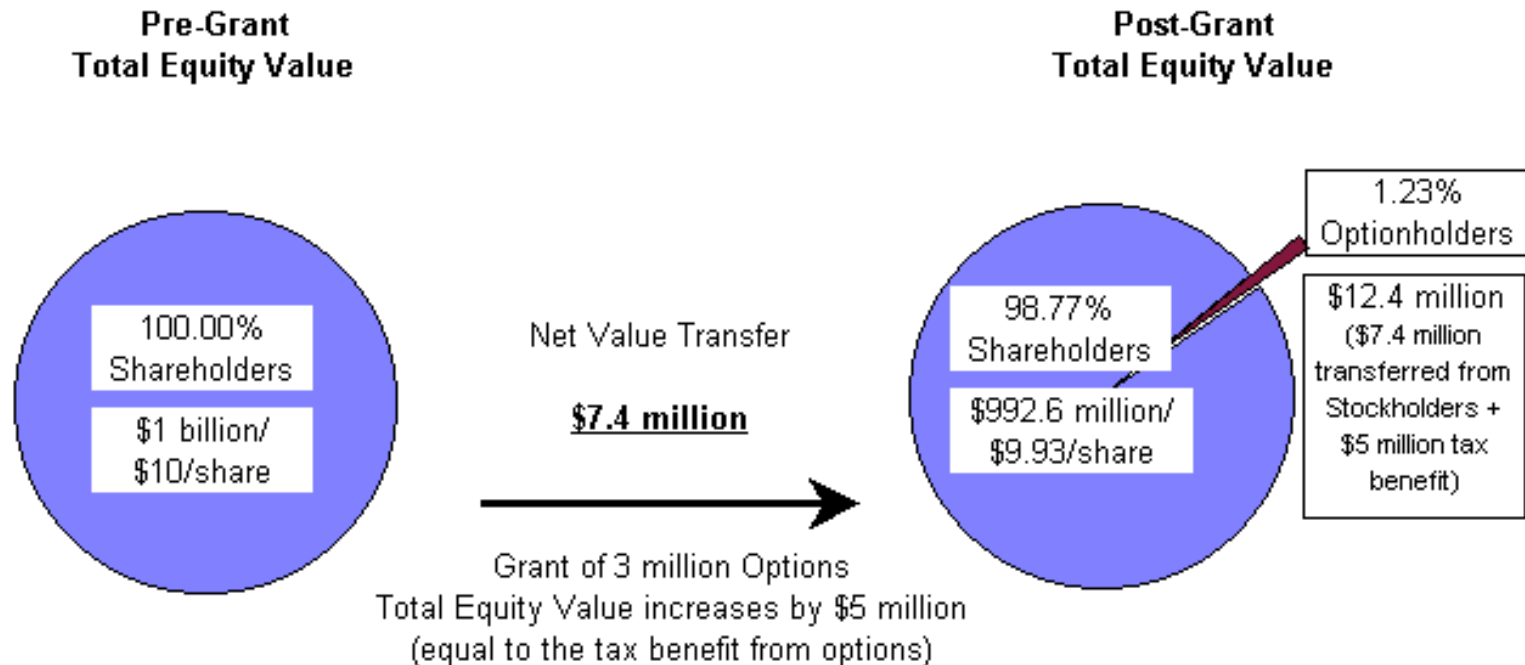 Pre-Grant
Total Equity Value
Post-Grant
Total Equity Value
100.00%
Shareholders
$1 billion/
$10/share
Net Value Transfer
$7.4 million
Grant of 3 million Options
Total Equity Value increases by $5 million
(equal to the tax benefit from options)
98.77%
Shareholders
$992.6 million/
$9.93/share
1.23%
Optionholders
$12.4 million
($7.4 million
transferred from
Stockholders +
$5 million tax
benefit)